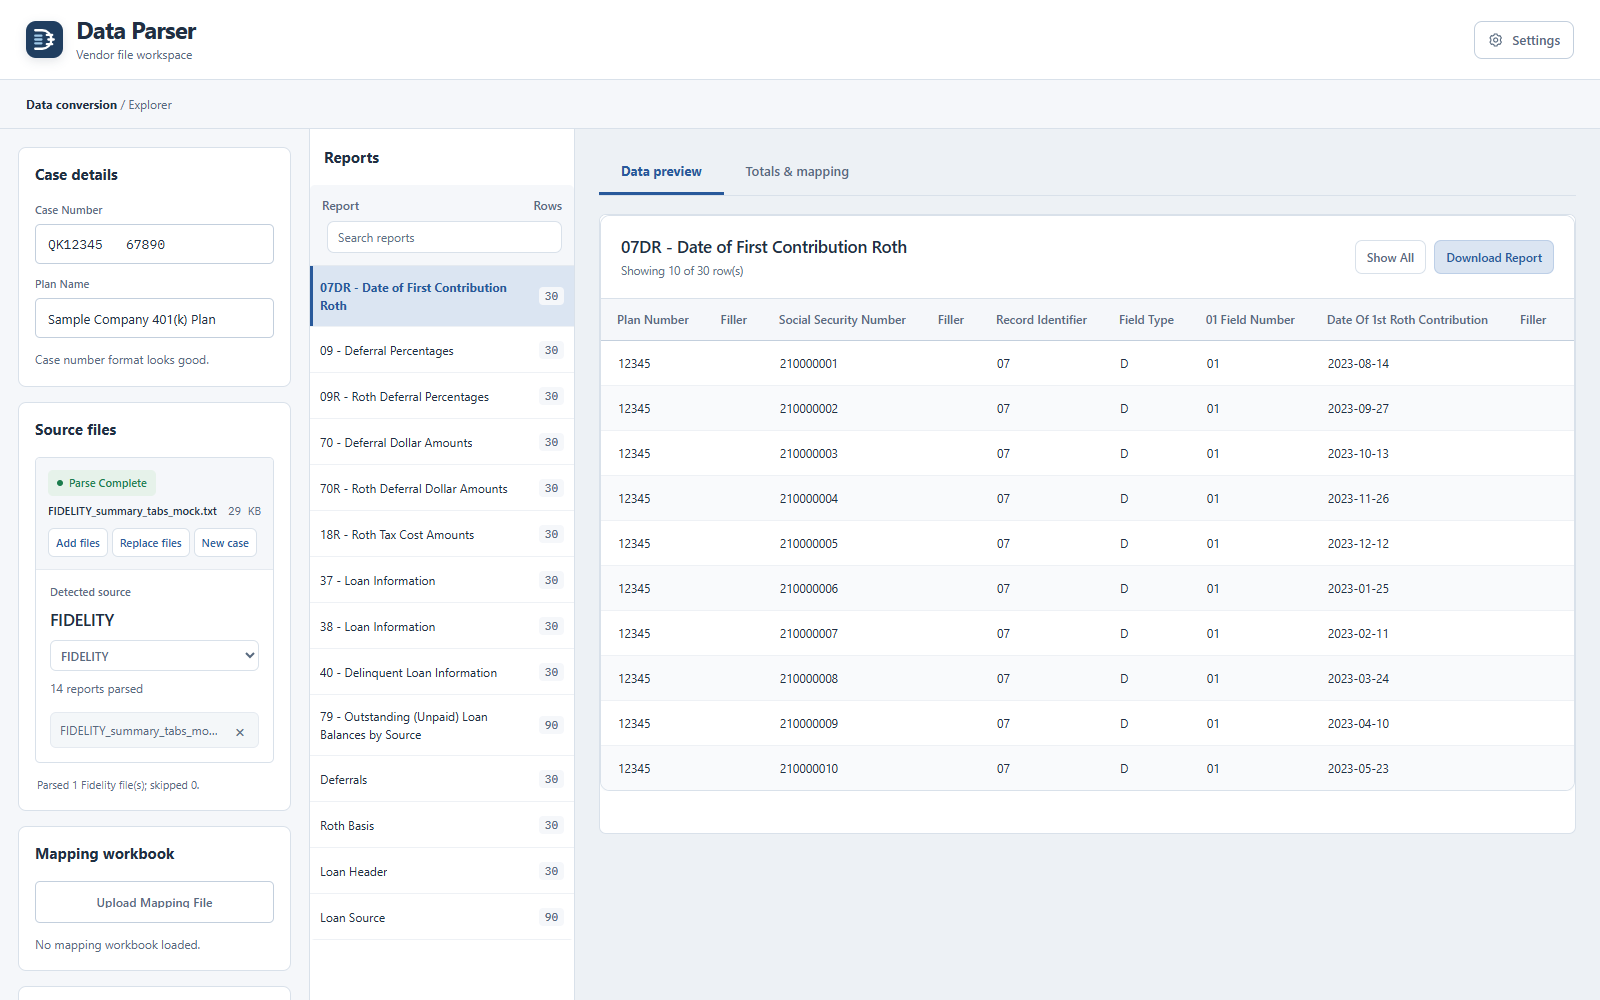 Data Parser
Vendor file workspace
Settings
Data conversion / Explorer
Case details
Case Number
QK12345   67890
Plan Name
Sample Company 401(k) Plan
Case number format looks good.
Source files
Parse Complete
FIDELITY_summary_tabs_mock.txt 29 KB
Add files Replace files New case
Detected source
FIDELITY
FIDELITY
14 reports parsed
FIDELITY_summary_tabs_mo... ×
Parsed 1 Fidelity file(s); skipped 0.
Mapping workbook
Upload Mapping File
No mapping workbook loaded.
Reports
Report Rows
Search reports
07DR - Date of First Contribution
Roth 30
09 - Deferral Percentages 30
09R - Roth Deferral Percentages 30
70 - Deferral Dollar Amounts 30
70R - Roth Deferral Dollar Amounts 30
18R - Roth Tax Cost Amounts 30
37 - Loan Information 30
38 - Loan Information 30
40 - Delinquent Loan Information 30
79 - Outstanding (Unpaid) Loan
Balances by Source 90
Deferrals 30
Roth Basis 30
Loan Header 30
Loan Source 90
Data preview Totals & mapping
07DR - Date of First Contribution Roth
Showing 10 of 30 row(s)
Show All Download Report
Plan Number Filler Social Security Number Filler Record Identifier Field Type 01 Field Number Date Of 1st Roth Contribution Filler
12345 210000001 07 D 01 2023-08-14
12345 210000002 07 D 01 2023-09-27
12345 210000003 07 D 01 2023-10-13
12345 210000004 07 D 01 2023-11-26
12345 210000005 07 D 01 2023-12-12
12345 210000006 07 D 01 2023-01-25
12345 210000007 07 D 01 2023-02-11
12345 210000008 07 D 01 2023-03-24
12345 210000009 07 D 01 2023-04-10
12345 210000010 07 D 01 2023-05-23